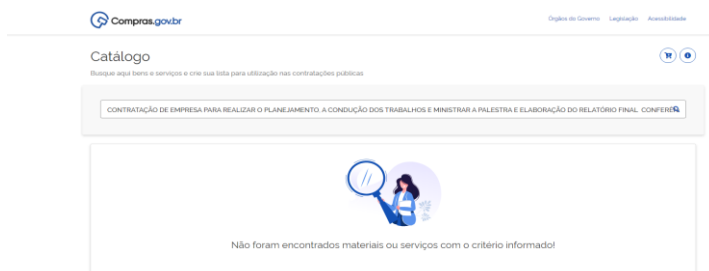 Compras.gov.br
Órgãos do Governo Legislação Acessibilidade
Catálogo
Busque aqui bens e serviços e crie sua lista para utilização nas contratações públicas
CONTRATAÇÃO DE EMPRESA PARA REALIZAR O PLANEJAMENTO, A CONDUÇÃO DOS TRABALHOS E MINISTRAR A PALESTRA E ELABORAÇÃO DO RELATÓRIO FINAL CONFERÊ
Não foram encontrados materiais ou serviços com o critério informado!